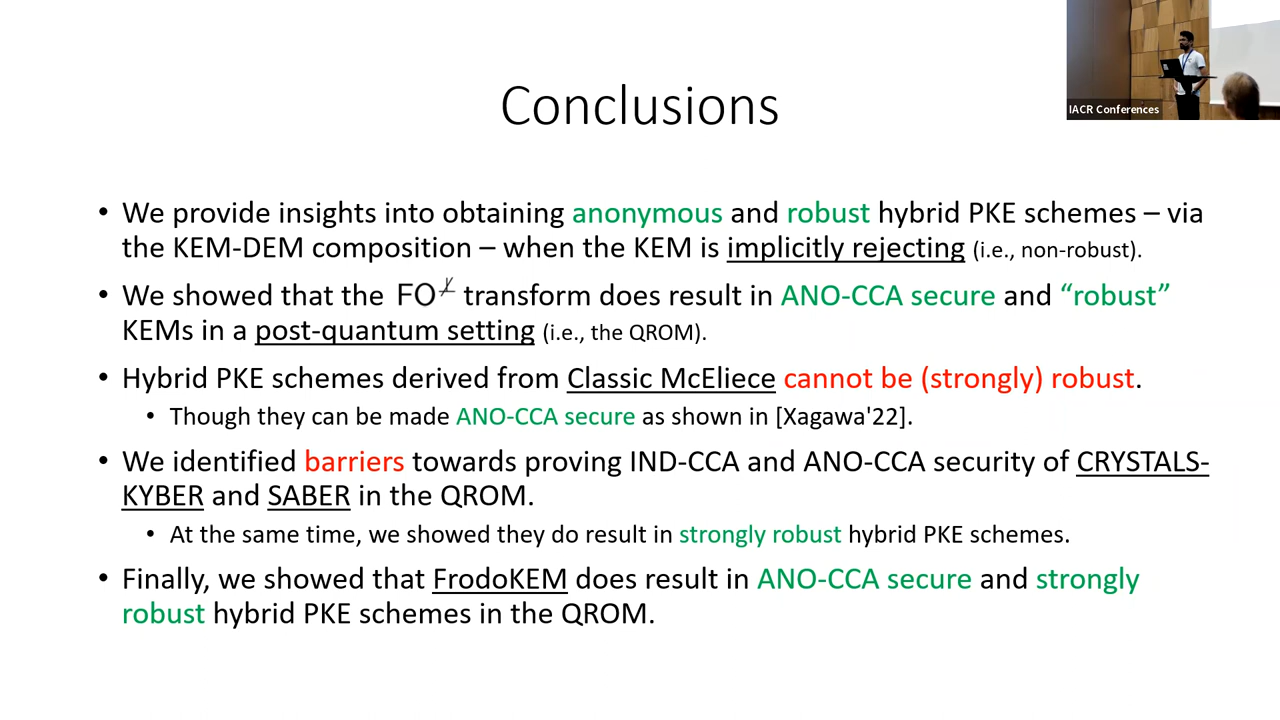 IACR Conferences
Conclusions
• We provide insights into obtaining anonymous and robust hybrid PKE schemes – via
the KEM-DEM composition – when the KEM is implicitly rejecting (i.e., non-robust).
• We showed that the FO⊥̸ transform does result in ANO-CCA secure and “robust”
KEMs in a post-quantum setting (i.e., the QROM).
• Hybrid PKE schemes derived from Classic McEliece cannot be (strongly) robust.
• Though they can be made ANO-CCA secure as shown in [Xagawa'22].
• We identified barriers towards proving IND-CCA and ANO-CCA security of CRYSTALS-
KYBER and SABER in the QROM.
• At the same time, we showed they do result in strongly robust hybrid PKE schemes.
• Finally, we showed that FrodoKEM does result in ANO-CCA secure and strongly
robust hybrid PKE schemes in the QROM.